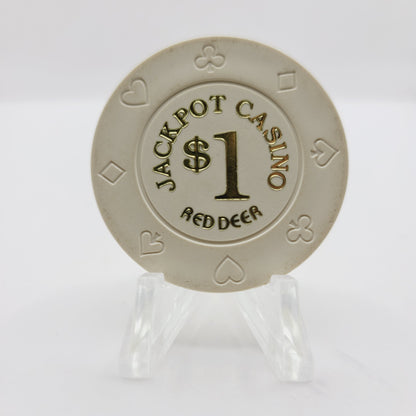 JACKPOT CASINO
$1
RED DEER